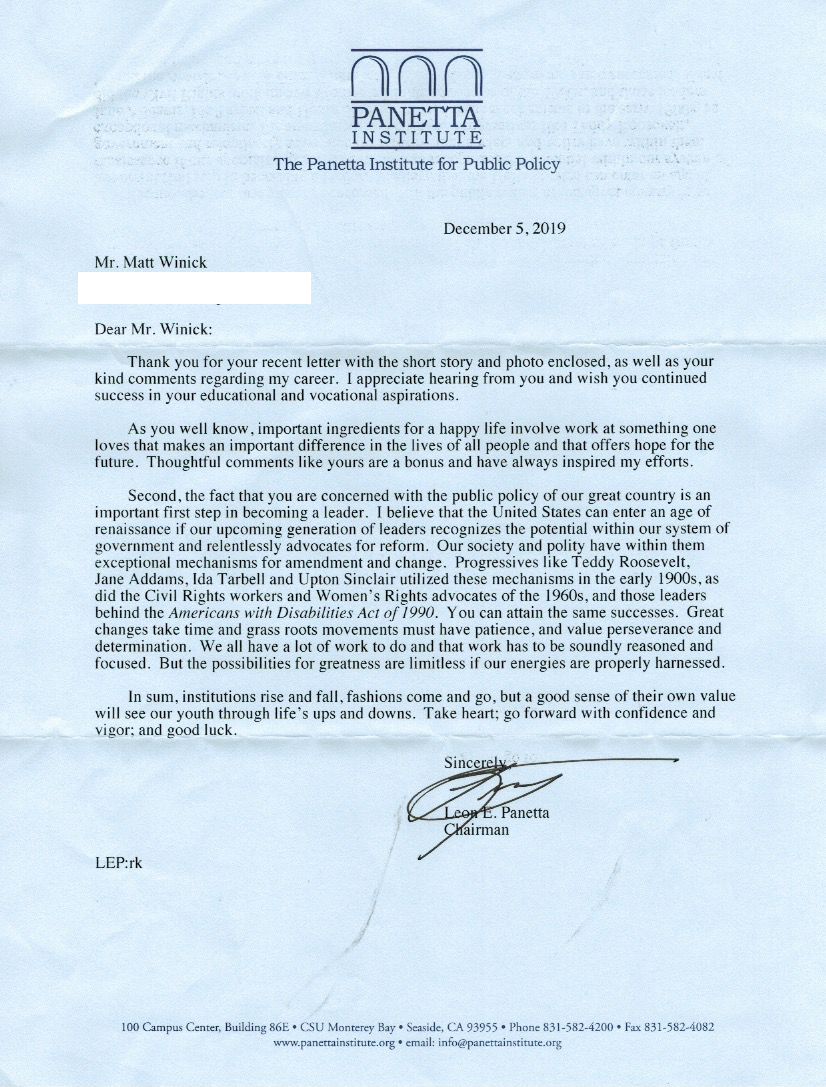 PANETTA
INSTITUTE
The Panetta Institute for Public Policy
December 5, 2019
Mr. Matt Winick
Dear Mr. Winick:
Thank you for your recent letter with the short story and photo enclosed, as well as your
kind comments regarding my career. I appreciate hearing from you and wish you continued
success in your educational and vocational aspirations.
As you well know, important ingredients for a happy life involve work at something one
loves that makes an important difference in the lives of all people and that offers hope for the
future. Thoughtful comments like yours are a bonus and have always inspired my efforts.
Second, the fact that you are concerned with the public policy of our great country is an
important first step in becoming a leader. I believe that the United States can enter an age of
renaissance if our upcoming generation of leaders recognizes the potential within our system of
government and relentlessly advocates for reform. Our society and polity have within them
exceptional mechanisms for amendment and change. Progressives like Teddy Roosevelt,
Jane Addams, Ida Tarbell and Upton Sinclair utilized these mechanisms in the early 1900s, as
did the Civil Rights workers and Women's Rights advocates of the 1960s, and those leaders
behind the Americans with Disabilities Act of 1990. You can attain the same successes. Great
changes take time and grass roots movements must have patience, and value perseverance and
determination. We all have a lot of work to do and that work has to be soundly reasoned and
focused. But the possibilities for greatness are limitless if our energies are properly harnessed.
In sum, institutions rise and fall, fashions come and go, but a good sense of their own value
will see our youth through life's ups and downs. Take heart; go forward with confidence and
vigor; and good luck.
Sincerely,
Leon E. Panetta
Chairman
LEP:rk
100 Campus Center, Building 86E • CSU Monterey Bay • Seaside, CA 93955 • Phone 831-582-4200 • Fax 831-582-4082
www.panettainstitute.org • email: info@panettainstitute.org